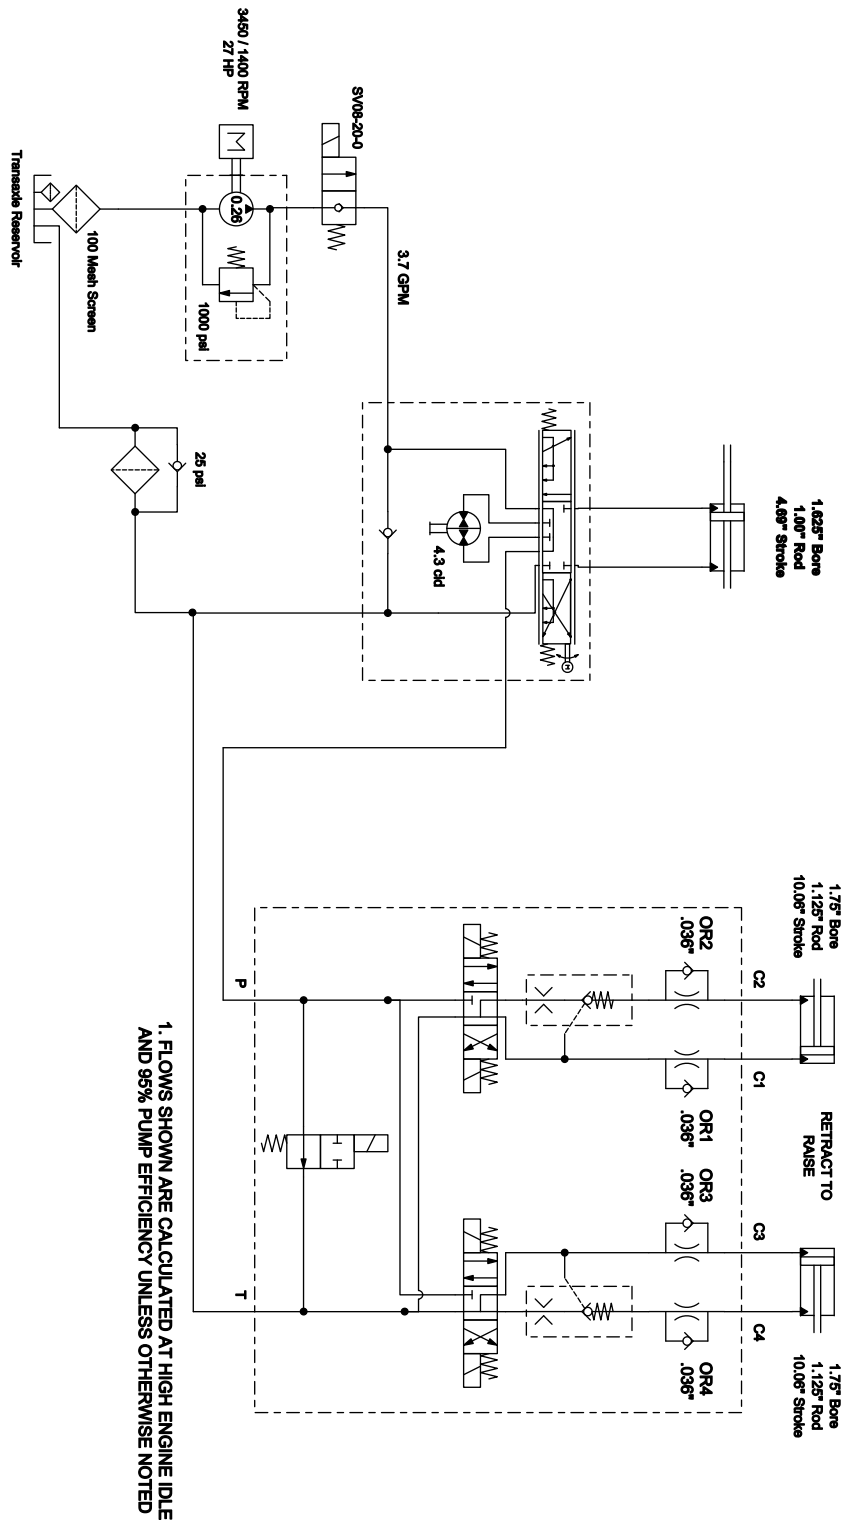 3450 / 1400 RPM
27 HP
M
0.26
1000 psi
SV08-20-0
Transaxle Reservoir
100 Mesh Screen
3.7 GPM
25 psi
4.3 cid
M
1.625" Bore
1.00" Rod
4.69" Stroke
1.75" Bore
1.125" Rod
10.06" Stroke
C2
C1
OR2
.036"
OR1
.036"
RETRACT TO
RAISE
OR3
.036"
OR4
.036"
C3
C4
1.75" Bore
1.125" Rod
10.06" Stroke
P
T
1. FLOWS SHOWN ARE CALCULATED AT HIGH ENGINE IDLE
AND 95% PUMP EFFICIENCY UNLESS OTHERWISE NOTED